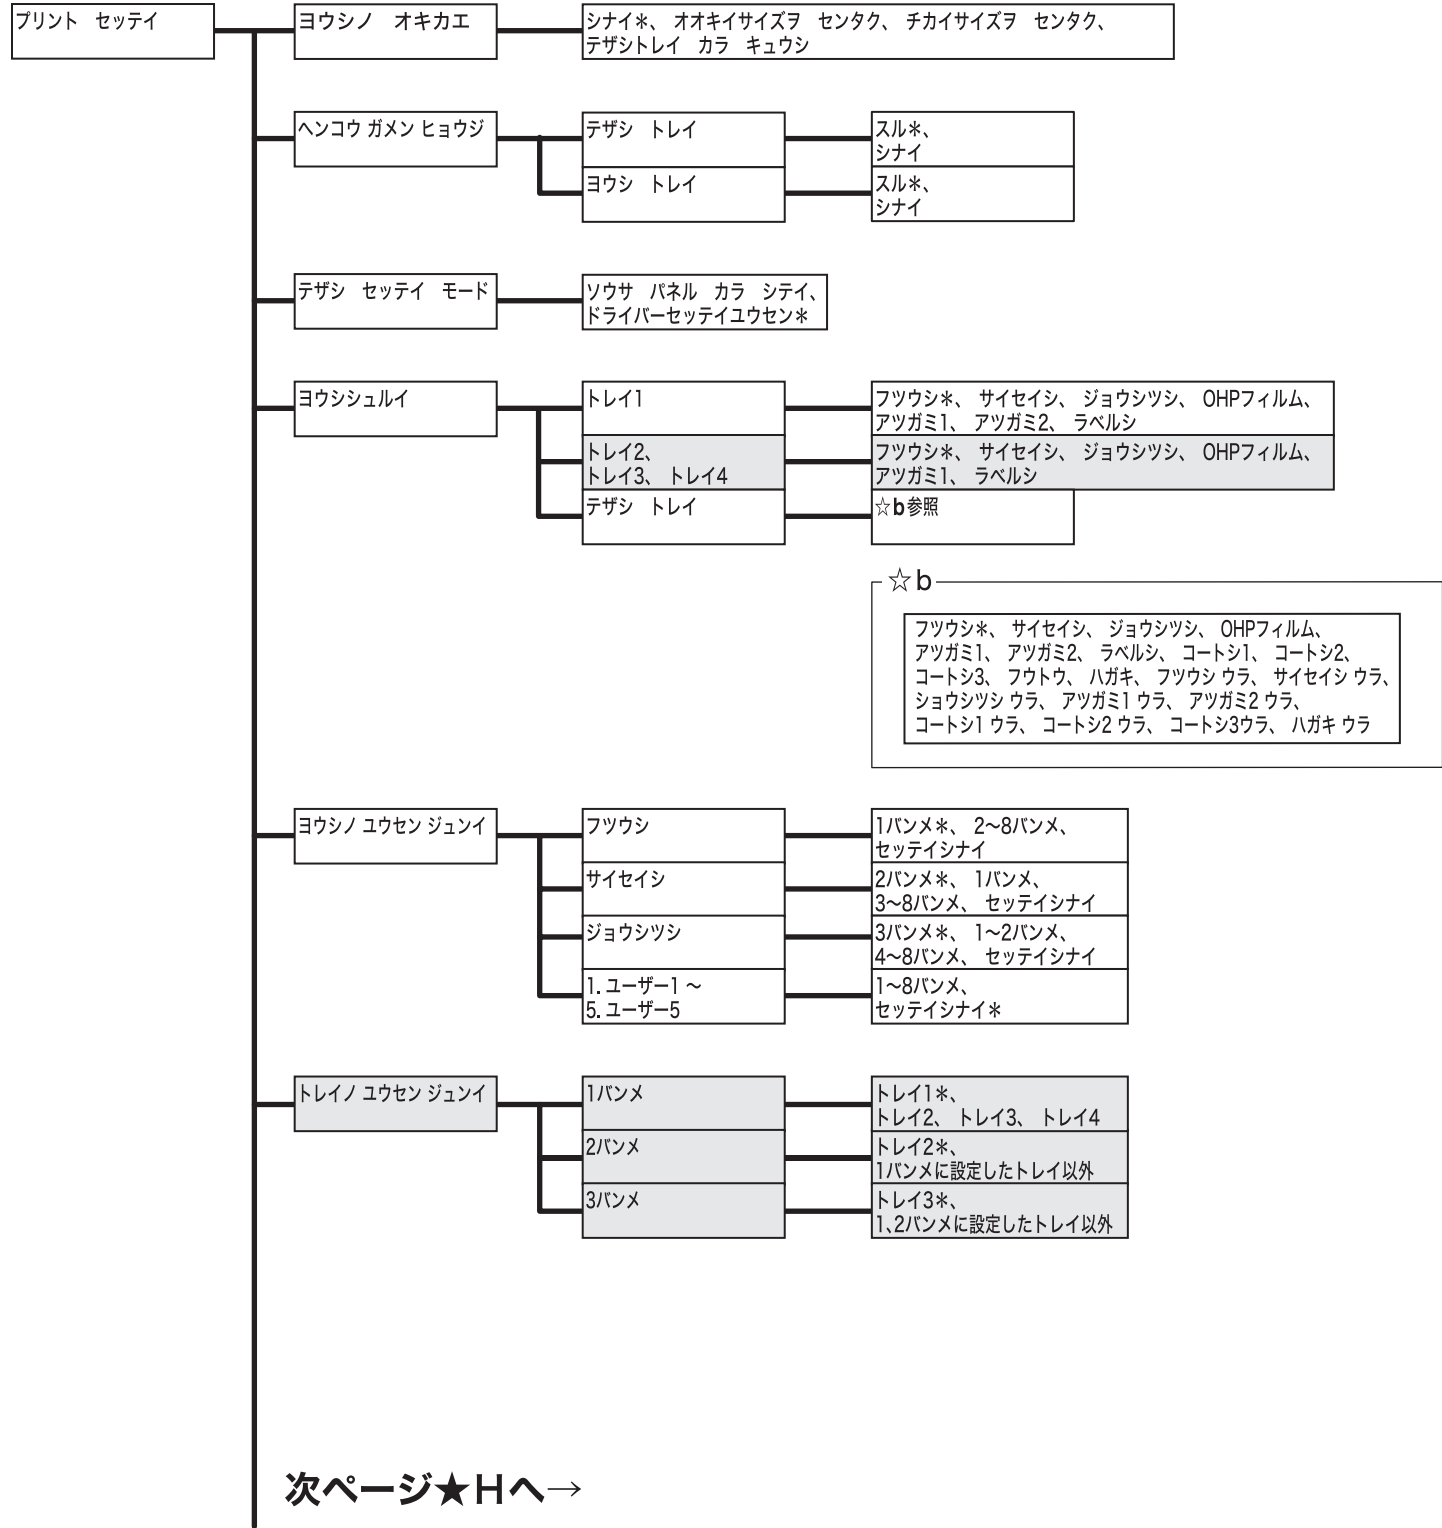 プリント　セッテイ
ヨウシノ　オキカエ
シナイ＊、 オオキイサイズヲ　センタク、 チカイサイズヲ　センタク、
テザシトレイ　カラ　キュウシ
ヘンコウ ガメン ヒョウジ
テザシ　トレイ
スル＊、
シナイ
ヨウシ　トレイ
スル＊、
シナイ
テザシ　セッテイ　モード
ソウサ　パネル　カラ　シテイ、
ドライバーセッテイユウセン＊
ヨウシシュルイ
トレイ1
フツウシ＊、 サイセイシ、 ジョウシツシ、 OHPフィルム、
アツガミ1、 アツガミ2、 ラベルシ
トレイ2、
トレイ3、 トレイ4
フツウシ＊、 サイセイシ、 ジョウシツシ、 OHPフィルム、
アツガミ1、 ラベルシ
テザシ　トレイ
☆b参照
☆b
フツウシ＊、 サイセイシ、 ジョウシツシ、 OHPフィルム、
アツガミ1、 アツガミ2、 ラベルシ、 コートシ1、 コートシ2、
コートシ3、 フウトウ、 ハガキ、 フツウシ ウラ、 サイセイシ ウラ、
ショウシツシ ウラ、 アツガミ1 ウラ、 アツガミ2 ウラ、
コートシ1 ウラ、 コートシ2 ウラ、 コートシ3ウラ、 ハガキ ウラ
ヨウシノ ユウセン ジュンイ
フツウシ
1バンメ＊、 2〜8バンメ、
セッテイシナイ
サイセイシ
2バンメ＊、 1バンメ、
3〜8バンメ、 セッテイシナイ
ジョウシツシ
3バンメ＊、 1〜2バンメ、
4〜8バンメ、 セッテイシナイ
1. ユーザー1 〜
5. ユーザー5
1〜8バンメ、
セッテイシナイ＊
トレイノ ユウセン ジュンイ
1バンメ
トレイ1＊、
トレイ2、 トレイ3、 トレイ4
2バンメ
トレイ2＊、
1バンメに設定したトレイ以外
3バンメ
トレイ3＊、
1、2バンメに設定したトレイ以外
次ページ★Hへ→